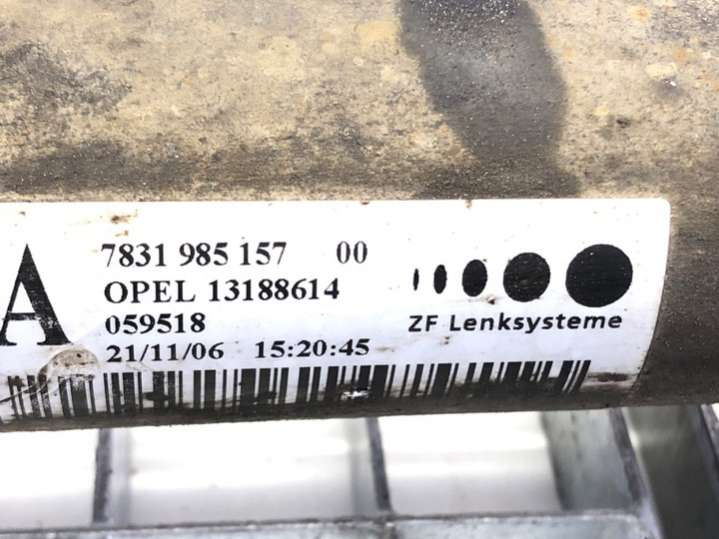 A
7831 985 157 00
OPEL 13188614
059518
21/11/06 15:20:45
ZF Lenksysteme